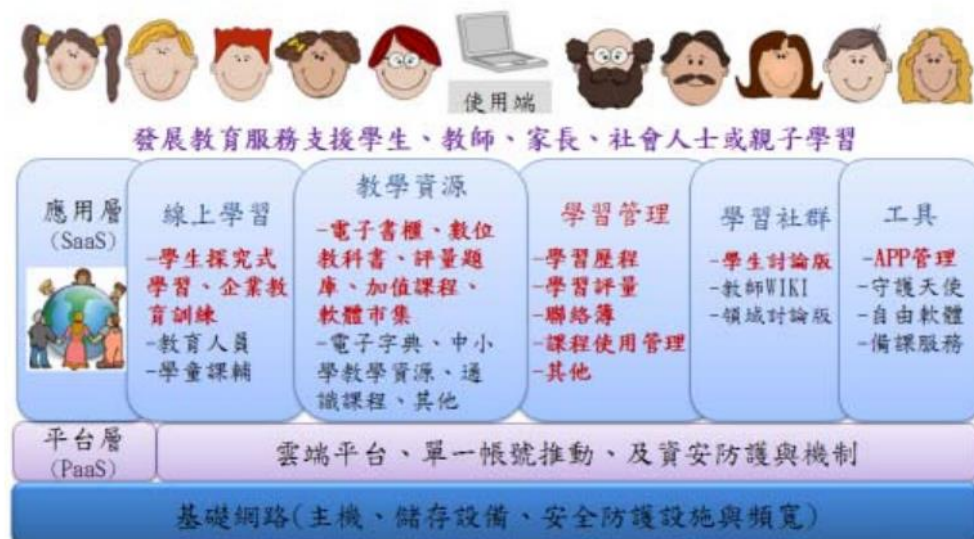 使用端
發展教育服務支援學生、教師、家長、社會人士或親子學習
應用層
(SaaS)
線上學習
-學生探究式
學習、企業教
育訓練
-教育人員
-學童課輔
教學資源
-電子書櫃、數位
教科書、評量題
庫、加值課程、
軟體市集
-電子字典、中小
學教學資源、通
識課程、其他
學習管理
-學習歷程
-學習評量
-聯絡簿
-課程使用管理
-其他
學習社群
-學生討論版
-教師WIKI
-領域討論版
工具
-APP管理
-守護天使
-自由軟體
-備課服務
平台層
(PaaS)
雲端平台、單一帳號推動、及資安防護與機制
基礎網路(主機、儲存設備、安全防護設施與頻寬)